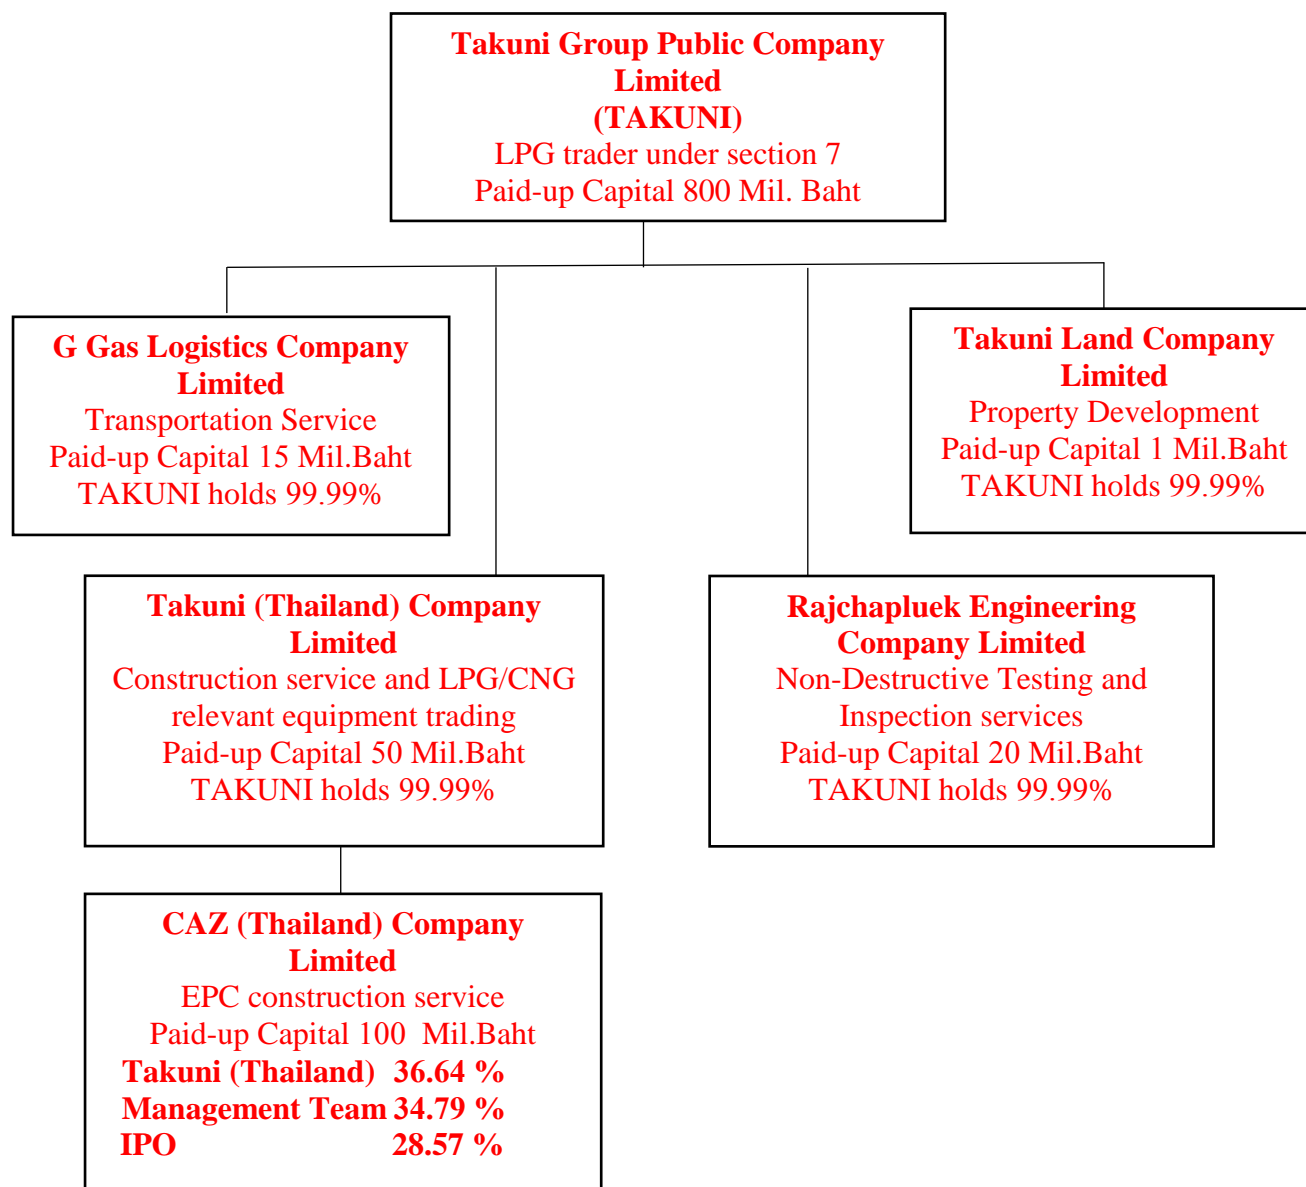 Takuni Group Public Company
Limited
(TAKUNI)
LPG trader under section 7
Paid-up Capital 800 Mil. Baht
G Gas Logistics Company
Limited
Transportation Service
Paid-up Capital 15 Mil.Baht
TAKUNI holds 99.99%
Takuni Land Company
Limited
Property Development
Paid-up Capital 1 Mil.Baht
TAKUNI holds 99.99%
Takuni (Thailand) Company
Limited
Construction service and LPG/CNG
relevant equipment trading
Paid-up Capital 50 Mil.Baht
TAKUNI holds 99.99%
Rajchapluek Engineering
Company Limited
Non-Destructive Testing and
Inspection services
Paid-up Capital 20 Mil.Baht
TAKUNI holds 99.99%
CAZ (Thailand) Company
Limited
EPC construction service
Paid-up Capital 100 Mil.Baht
Takuni (Thailand) 36.64 %
Management Team 34.79 %
IPO 28.57 %